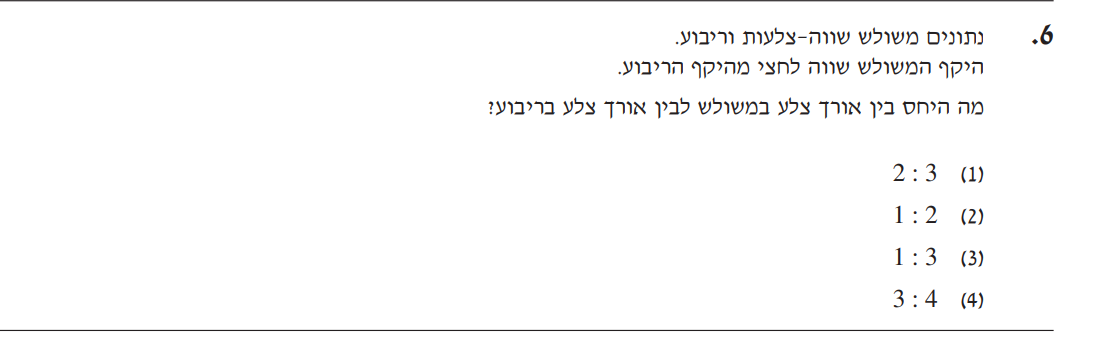 6. נתונים משולש שווה-צלעות וריבוע.
היקף המשולש שווה לחצי מהיקף הריבוע.
מה היחס בין אורך צלע במשולש לבין אורך צלע בריבוע?
(1) 2 : 3
(2) 1 : 2
(3) 1 : 3
(4) 3 : 4